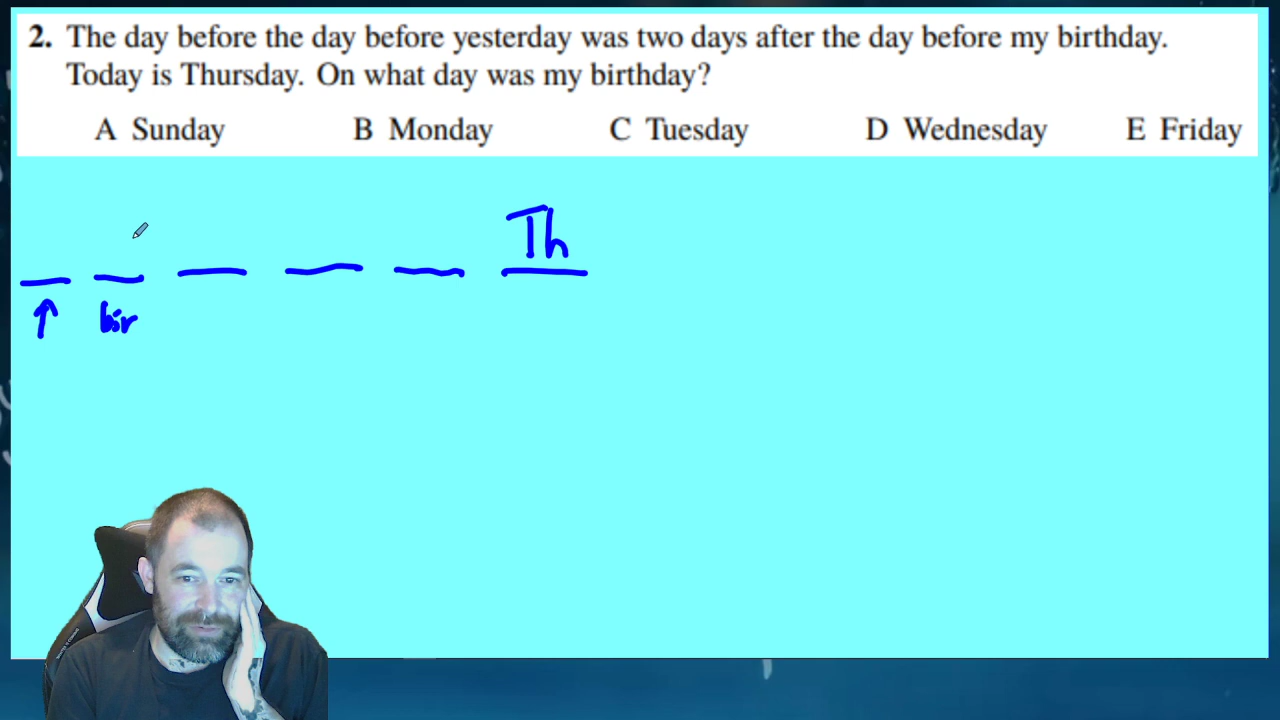 2. The day before the day before yesterday was two days after the day before my birthday.
Today is Thursday. On what day was my birthday?
A Sunday B Monday C Tuesday D Wednesday E Friday
Th
bir